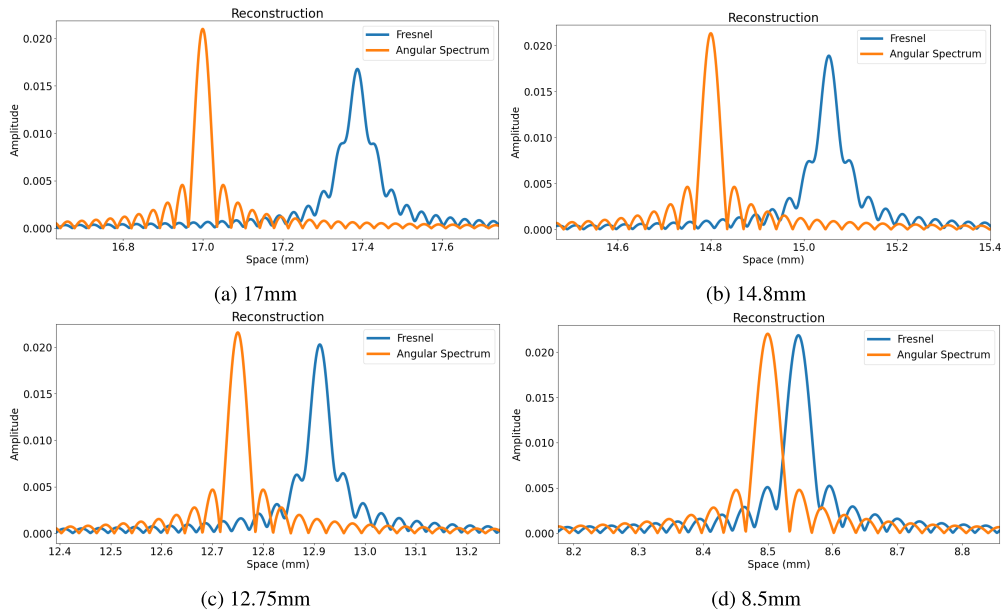 Reconstruction
Fresnel
Angular Spectrum
0.020
0.015
0.010
0.005
0.000
Amplitude
16.8 17.0 17.2 17.4 17.6
Space (mm)
(a) 17mm
Reconstruction
Fresnel
Angular Spectrum
0.020
0.015
0.010
0.005
0.000
Amplitude
14.6 14.8 15.0 15.2 15.4
Space (mm)
(b) 14.8mm
Reconstruction
Fresnel
Angular Spectrum
0.020
0.015
0.010
0.005
0.000
Amplitude
12.4 12.5 12.6 12.7 12.8 12.9 13.0 13.1 13.2
Space (mm)
(c) 12.75mm
Reconstruction
Fresnel
Angular Spectrum
0.020
0.015
0.010
0.005
0.000
Amplitude
8.2 8.3 8.4 8.5 8.6 8.7 8.8
Space (mm)
(d) 8.5mm